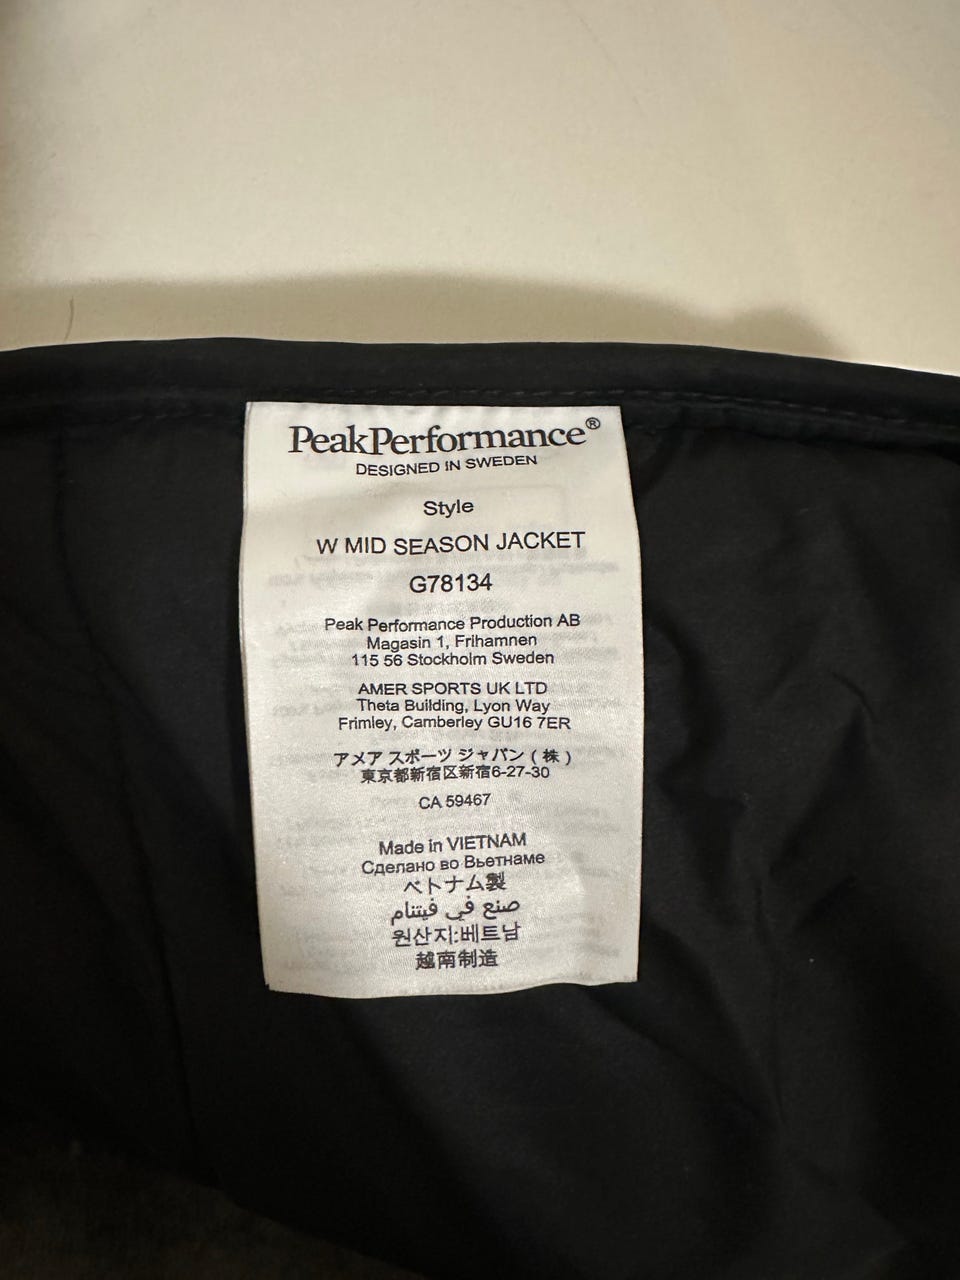 PeakPerformance®
DESIGNED IN SWEDEN
Style
W MID SEASON JACKET
G78134
Peak Performance Production AB
Magasin 1, Frihamnen
115 56 Stockholm Sweden
AMER SPORTS UK LTD
Theta Building, Lyon Way
Frimley, Camberley GU16 7ER
アメア スポーツ ジャパン ( 株 )
東京都新宿区新宿6-27-30
CA 59467
Made in VIETNAM
Сделано во Вьетнаме
ベトナム製
صنع في فيتنام
원산지:베트남
越南制造